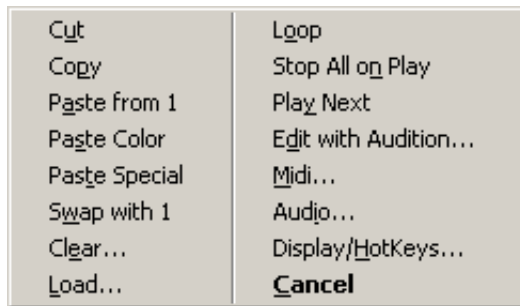 Cut
Copy
Paste from 1
Paste Color
Paste Special
Swap with 1
Clear...
Load...
Loop
Stop All on Play
Play Next
Edit with Audition...
Midi...
Audio...
Display/HotKeys...
Cancel